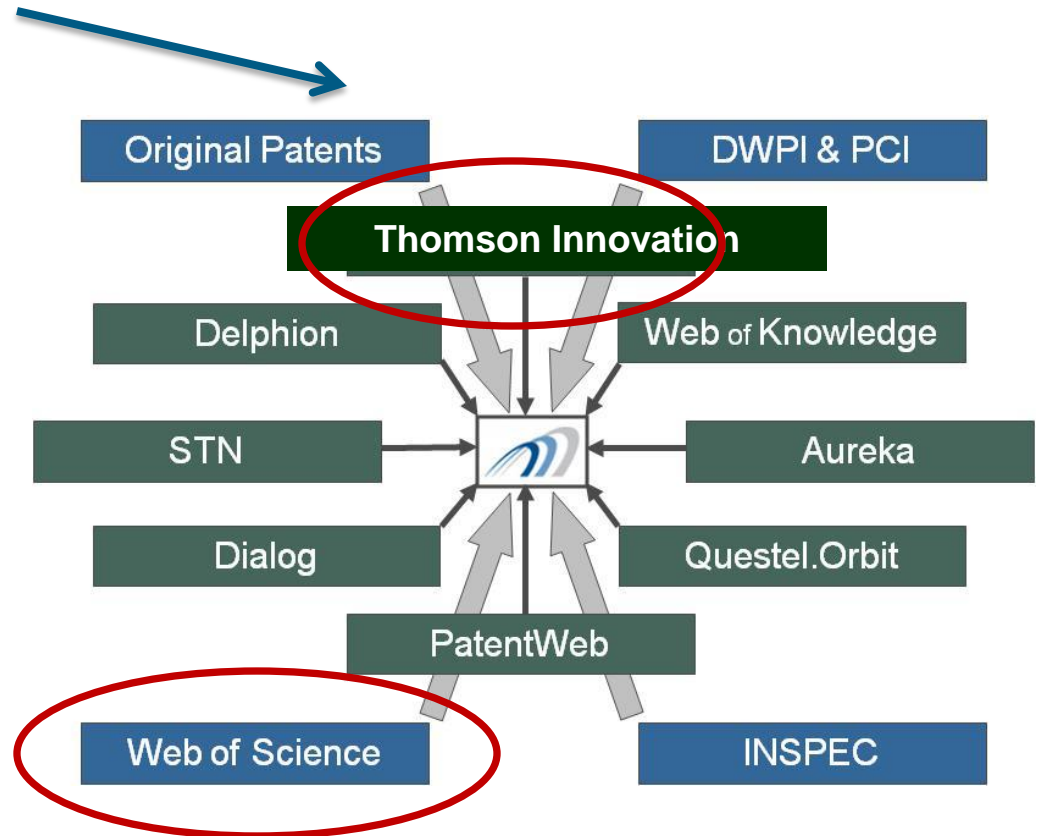 Original Patents
DWPI & PCI
Thomson Innovation
Delphion
Web of Knowledge
STN
Aureka
Dialog
Questel.Orbit
PatentWeb
Web of Science
INSPEC